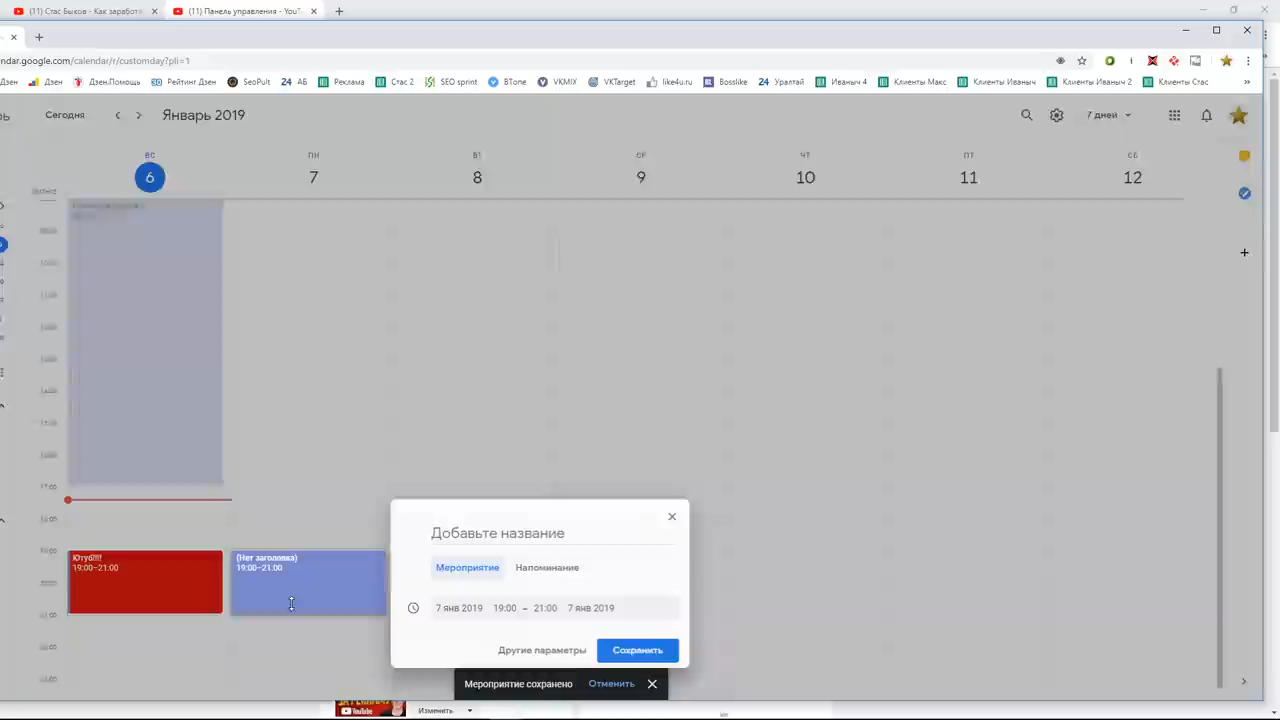 (11) Стас Быков - Как заработ
(11) Панель управления - YouT
ndar.google.com/calendar/r/customday?pli=1
Дзен
Дзен
Дзен.Помощь
Рейтинг Дзен
SeoPult
24 АБ
Реклама
Стас 2
SEO sprint
BTone
VKMIX
VKTarget
like4u.ru
Bosslike
24 Уралтай
Иваныч 4
Клиенты Макс
Клиенты Иваныч
Клиенты Иваныч 2
Клиенты Стас
»
рь
Сегодня
Январь 2019
7 дней
ВС
ПН
ВТ
СР
ЧТ
ПТ
СБ
6
7
8
9
10
11
12
Ютуб!!!!
19:00–21:00
(Нет заголовка)
19:00–21:00
Добавьте название
Мероприятие
Напоминание
7 янв 2019 19:00 – 21:00 7 янв 2019
Другие параметры
Сохранить
Мероприятие сохранено
Отменить
YouTube
Изменить